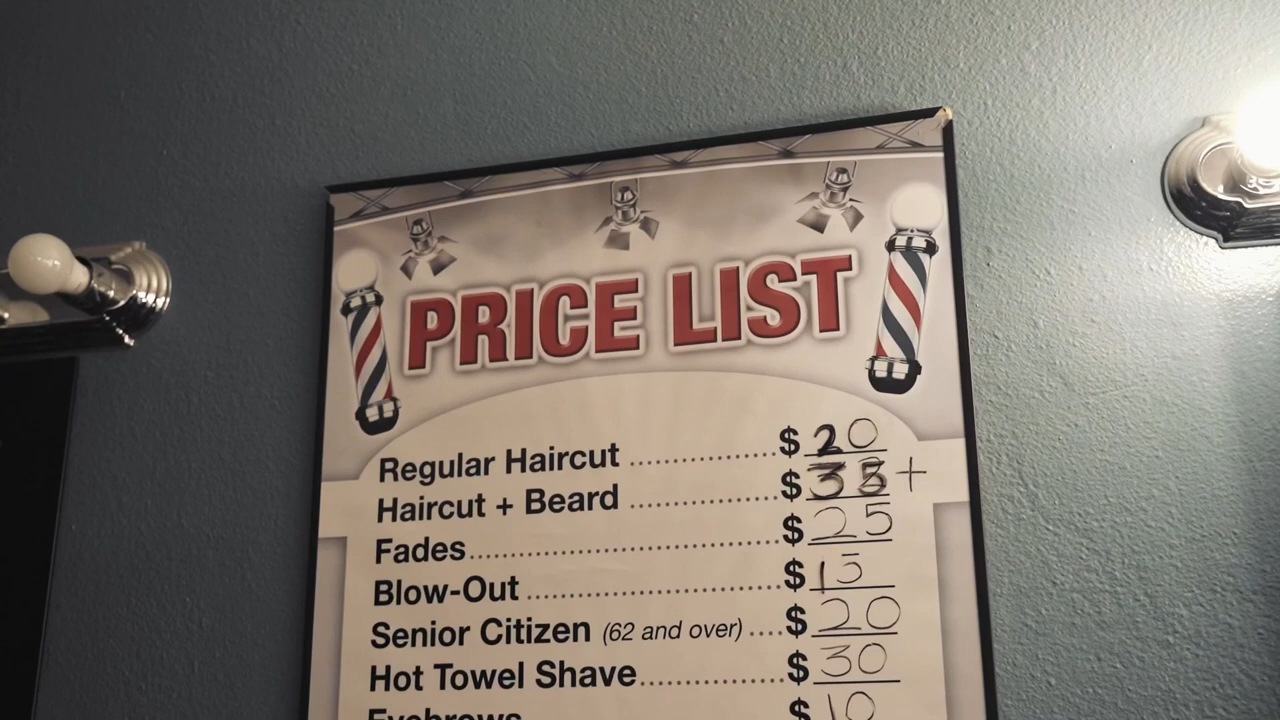 PRICE LIST
Regular Haircut ........................ $ 20
Haircut + Beard ........................ $ 35 +
Fades ........................ $ 25
Blow-Out ........................ $ 15
Senior Citizen (62 and over) .... $ 20
Hot Towel Shave ........................ $ 30
Eyebrows $ 10